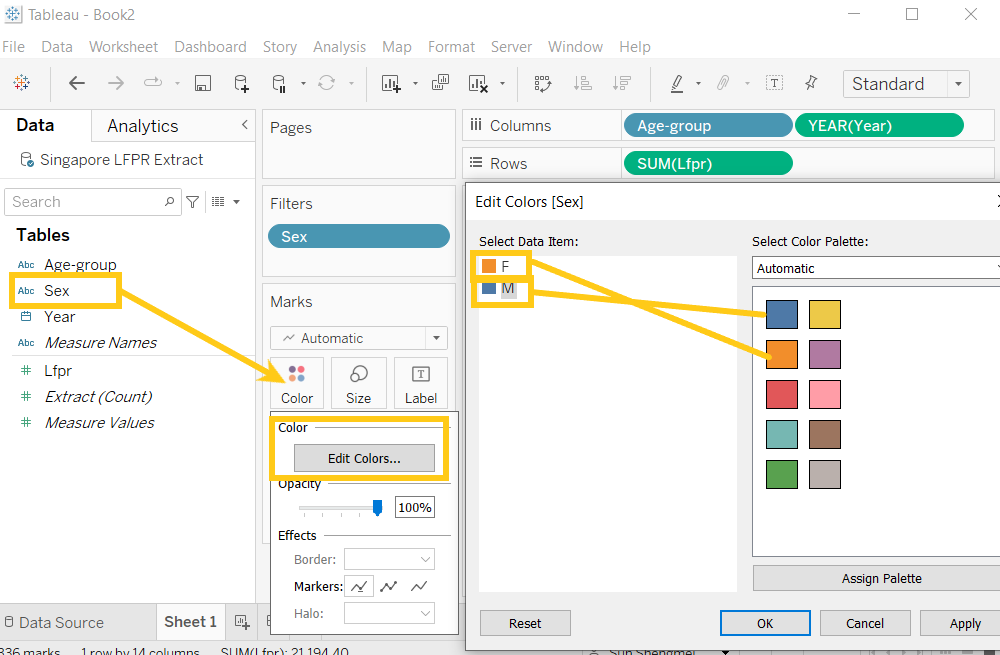 Tableau - Book2
File Data Worksheet Dashboard Story Analysis Map Format Server Window Help
Standard
Data Analytics
Singapore LFPR Extract
Search
Tables
Abc Age-group
Abc Sex
Year
Abc Measure Names
# Lfpr
# Extract (Count)
# Measure Values
Pages
Filters
Sex
Marks
Automatic
Color Size Label
Color
Edit Colors...
Opacity
100%
Effects
Border:
Markers:
Halo:
Columns Age-group YEAR(Year)
Rows SUM(Lfpr)
Edit Colors [Sex]
Select Data Item:
F
M
Select Color Palette:
Automatic
Assign Palette
Reset OK Cancel Apply
Data Source Sheet 1
336 marks 1 row by 14 columns SUM(Lfpr): 21,194.40